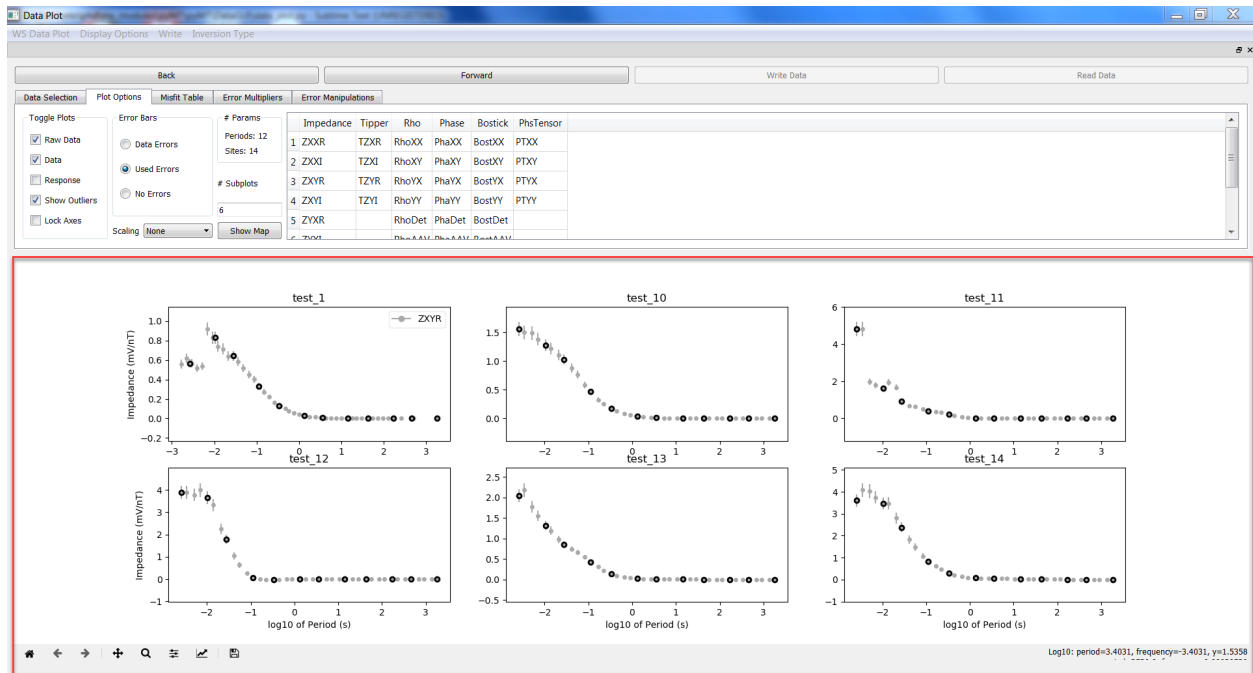 Data Plot
WS Data Plot Display Options Write Inversion Type
Back Forward Write Data Read Data
Data Selection Plot Options Misfit Table Error Multipliers Error Manipulations
Toggle Plots
Raw Data
Data
Response
Show Outliers
Lock Axes
Error Bars
Data Errors
Used Errors
No Errors
Scaling None
# Params
Periods: 12
Sites: 14
# Subplots
6
Show Map
Impedance Tipper Rho Phase Bostick PhsTensor
1 ZXXR TZXR RhoXX PhaXX BostXX PTXX
2 ZXXI TZXI RhoXY PhaXY BostXY PTXY
3 ZXYR TZYR RhoYX PhaYX BostYX PTYX
4 ZXYI TZYI RhoYY PhaYY BostYY PTYY
5 ZYXR RhoDet PhaDet BostDet
test_1
ZXYR
Impedance (mV/nT)
1.0
0.8
0.6
0.4
0.2
0.0
−0.2
−3 −2 −1 0 1 2 3
test_10
1.5
1.0
0.5
0.0
−2 −1 0 1 2 3
test_11
6
4
2
0
−2 −1 0 1 2 3
test_12
Impedance (mV/nT)
4
3
2
1
0
−1
−2 −1 0 1 2 3
log10 of Period (s)
test_13
2.5
2.0
1.5
1.0
0.5
0.0
−0.5
−2 −1 0 1 2 3
log10 of Period (s)
test_14
5
4
3
2
1
0
−1
−2 −1 0 1 2 3
log10 of Period (s)
Log10: period=3.4031, frequency=-3.4031, y=1.5358